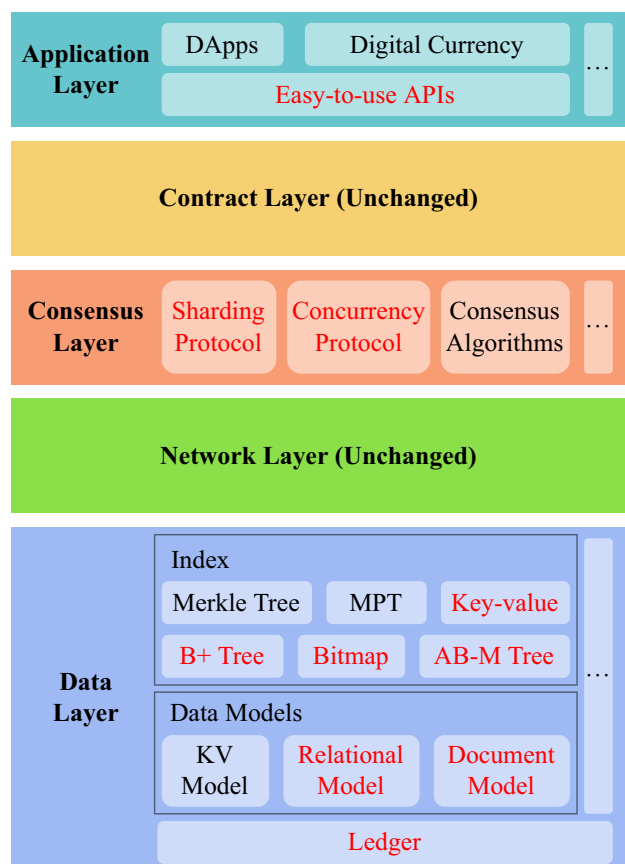 Application
Layer
DApps
Digital Currency
Easy-to-use APIs
...
Contract Layer (Unchanged)
Consensus
Layer
Sharding
Protocol
Concurrency
Protocol
Consensus
Algorithms
...
Network Layer (Unchanged)
Data
Layer
Index
Merkle Tree
MPT
Key-value
B+ Tree
Bitmap
AB-M Tree
Data Models
KV
Model
Relational
Model
Document
Model
...
Ledger